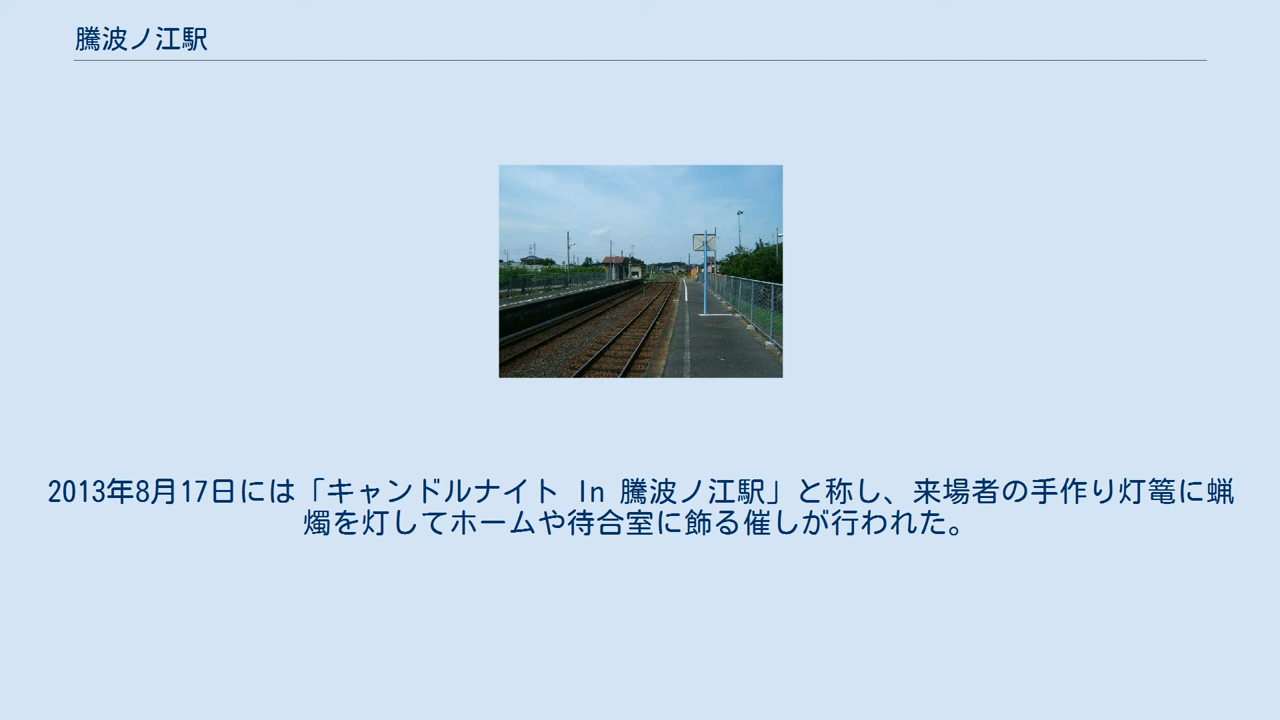 騰波ノ江駅
2013年8月17日には「キャンドルナイト In 騰波ノ江駅」と称し、来場者の手作り灯篭に蝋
燭を灯してホームや待合室に飾る催しが行われた。